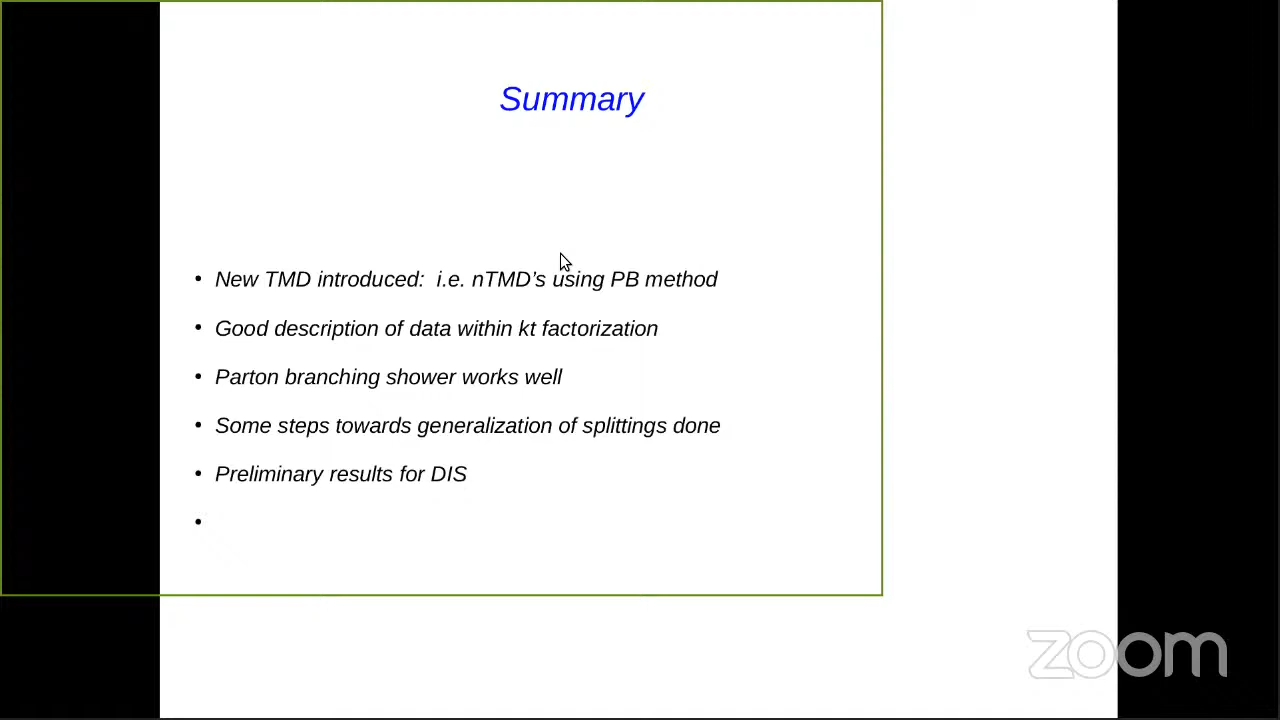 Summary
• New TMD introduced: i.e. nTMD’s using PB method
• Good description of data within kt factorization
• Parton branching shower works well
• Some steps towards generalization of splittings done
• Preliminary results for DIS
•
zoom